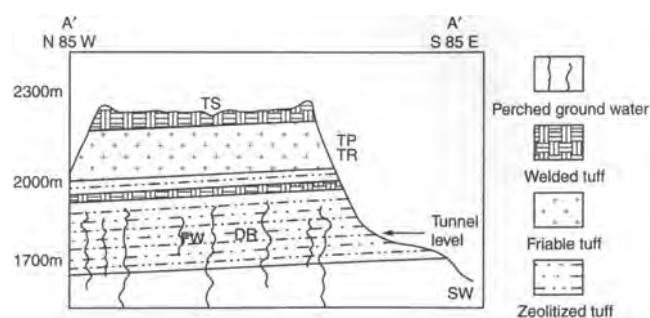 A'
N 85 W
A'
S 85 E
2300m
2000m
1700m
TS
TP
TR
PW
DR
Tunnel
level
SW
Perched ground water
Welded tuff
Friable tuff
Zeolitized tuff